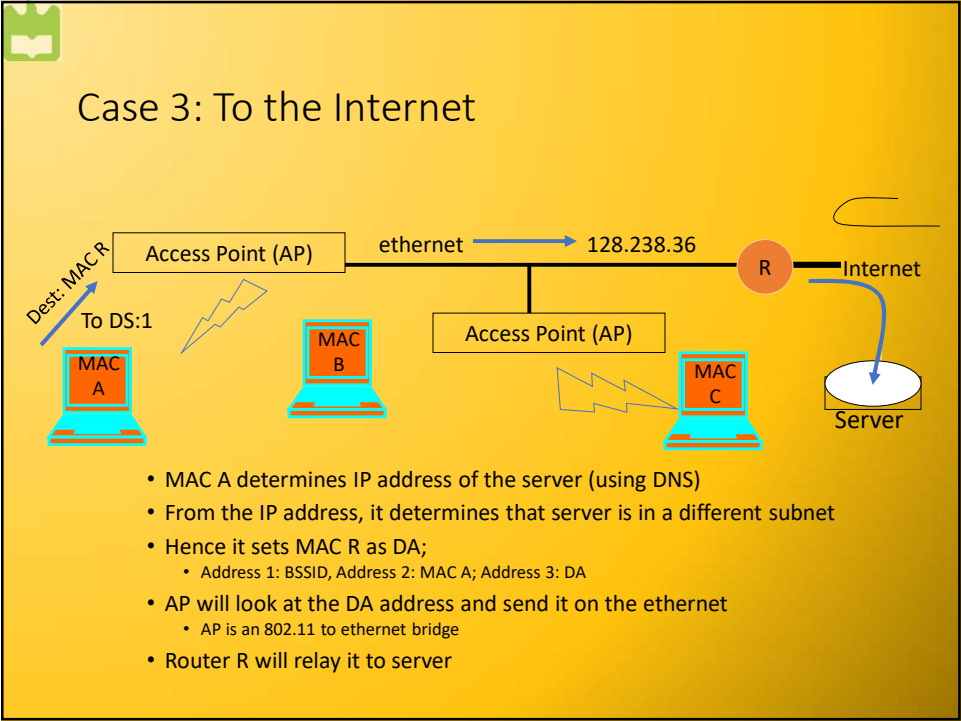 Case 3: To the Internet
Dest: MAC R
Access Point (AP)
ethernet
128.238.36
R
Internet
To DS:1
MAC
A
MAC
B
Access Point (AP)
MAC
C
Server
• MAC A determines IP address of the server (using DNS)
• From the IP address, it determines that server is in a different subnet
• Hence it sets MAC R as DA;
• Address 1: BSSID, Address 2: MAC A; Address 3: DA
• AP will look at the DA address and send it on the ethernet
• AP is an 802.11 to ethernet bridge
• Router R will relay it to server